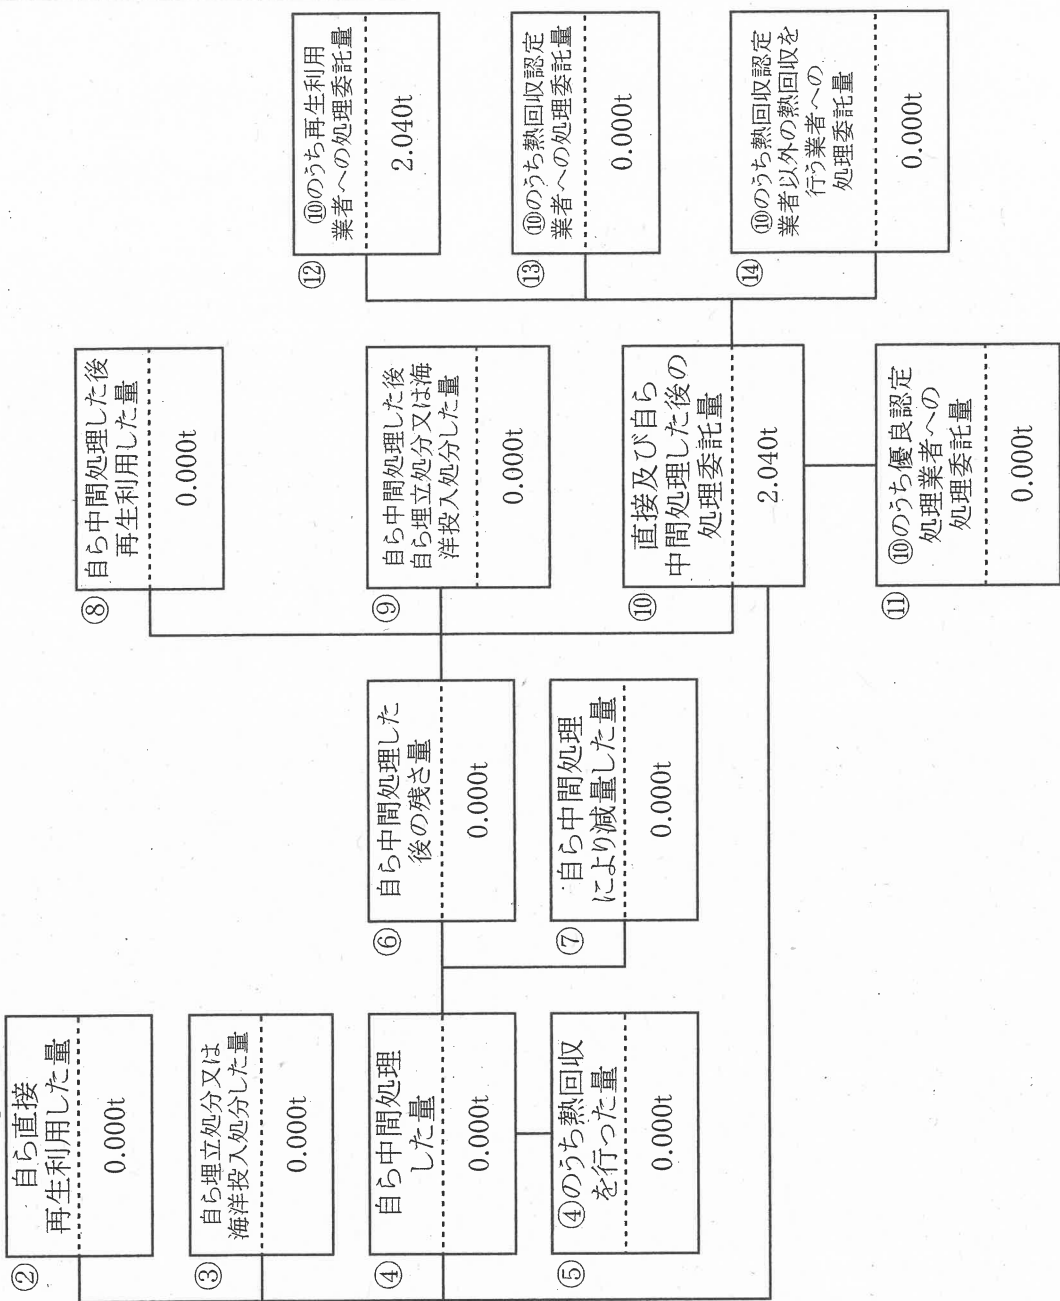 ②
自ら直接
再生利用した量
0.000t
③
自ら埋立処分又は
海洋投入処分した量
0.000t
④
自ら中間処理
した量
0.000t
⑤
④のうち熱回収
を行った量
0.000t
⑥
自ら中間処理した
後の残さ量
0.000t
⑦
自ら中間処理
により減量した量
0.000t
⑧
自ら中間処理した後
再生利用した量
0.000t
⑨
自ら中間処理した後
自ら埋立処分又は海
洋投入処分した量
0.000t
⑩
直接及び自ら
中間処理した後の
処理委託量
2.040t
⑪
⑩のうち優良認定
処理業者への
処理委託量
0.000t
⑫
⑩のうち再生利用
業者への処理委託量
2.040t
⑬
⑩のうち熱回収認定
業者への処理委託量
0.000t
⑭
⑩のうち熱回収認定
業者以外の熱回収を
行う業者への
処理委託量
0.000t